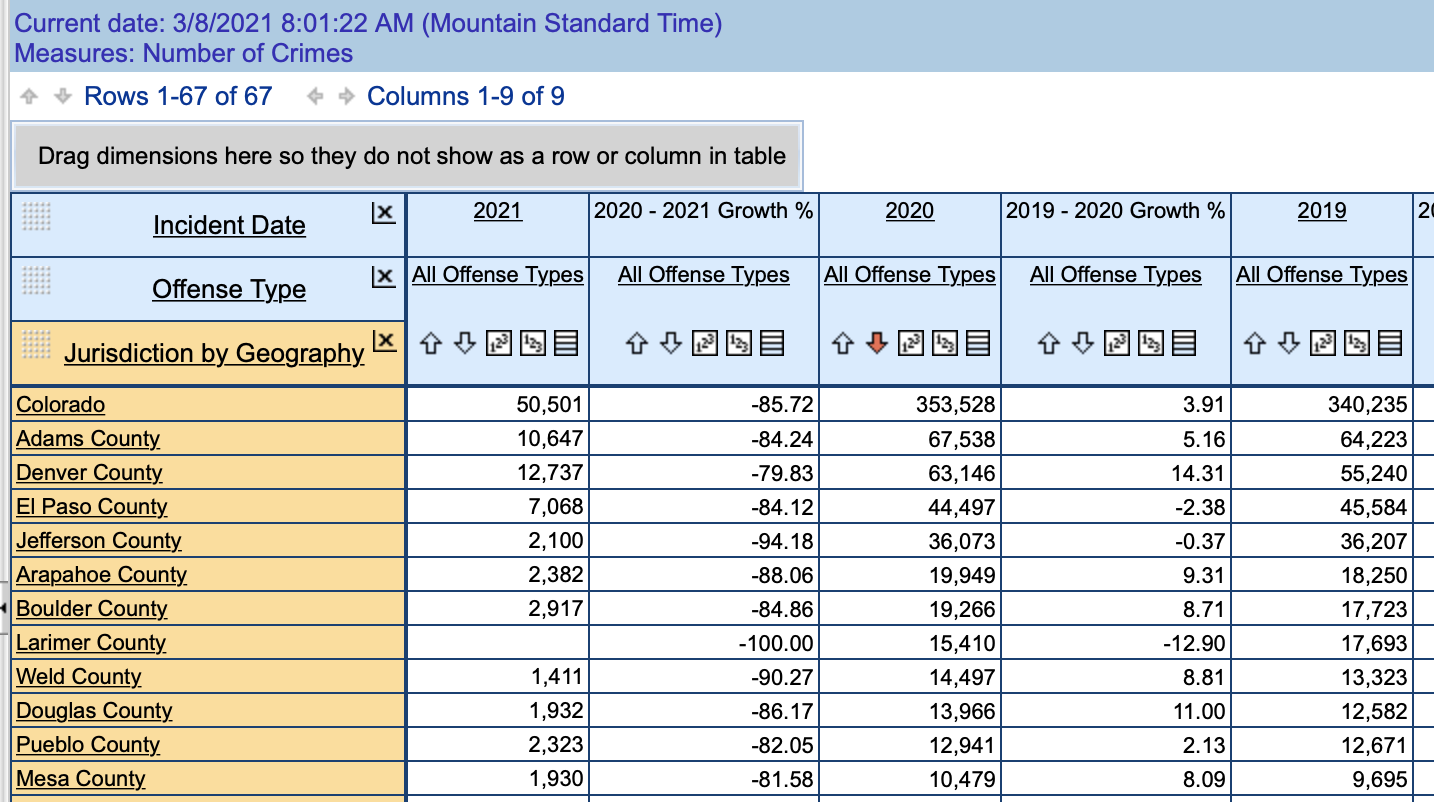 Current date: 3/8/2021 8:01:22 AM (Mountain Standard Time)
Measures: Number of Crimes
Rows 1-67 of 67 Columns 1-9 of 9
Drag dimensions here so they do not show as a row or column in table
Incident Date 2021 2020 - 2021 Growth % 2020 2019 - 2020 Growth % 2019
Offense Type All Offense Types All Offense Types All Offense Types All Offense Types All Offense Types
Jurisdiction by Geography
Colorado 50,501 -85.72 353,528 3.91 340,235
Adams County 10,647 -84.24 67,538 5.16 64,223
Denver County 12,737 -79.83 63,146 14.31 55,240
El Paso County 7,068 -84.12 44,497 -2.38 45,584
Jefferson County 2,100 -94.18 36,073 -0.37 36,207
Arapahoe County 2,382 -88.06 19,949 9.31 18,250
Boulder County 2,917 -84.86 19,266 8.71 17,723
Larimer County -100.00 15,410 -12.90 17,693
Weld County 1,411 -90.27 14,497 8.81 13,323
Douglas County 1,932 -86.17 13,966 11.00 12,582
Pueblo County 2,323 -82.05 12,941 2.13 12,671
Mesa County 1,930 -81.58 10,479 8.09 9,695